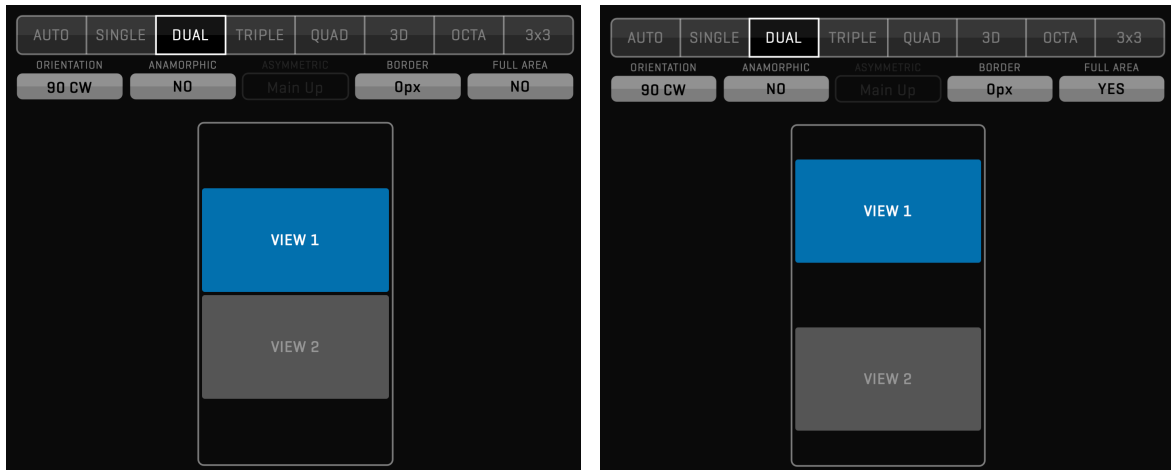 AUTO SINGLE DUAL TRIPLE QUAD 3D OCTA 3x3
ORIENTATION ANAMORPHIC ASYMMETRIC BORDER FULL AREA
90 CW NO Main Up 0px NO
VIEW 1
VIEW 2
AUTO SINGLE DUAL TRIPLE QUAD 3D OCTA 3x3
ORIENTATION ANAMORPHIC ASYMMETRIC BORDER FULL AREA
90 CW NO Main Up 0px YES
VIEW 1
VIEW 2